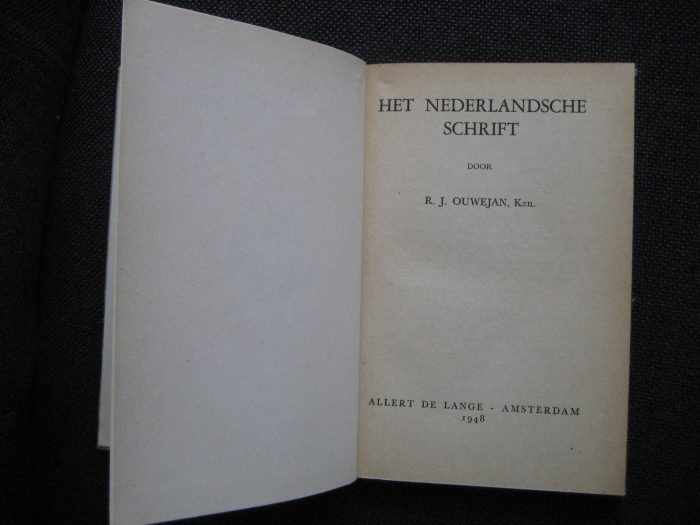 HET NEDERLANDSCHE
SCHRIFT
DOOR
R. J. OUWEJAN, Kzn.
ALLERT DE LANGE - AMSTERDAM
1948